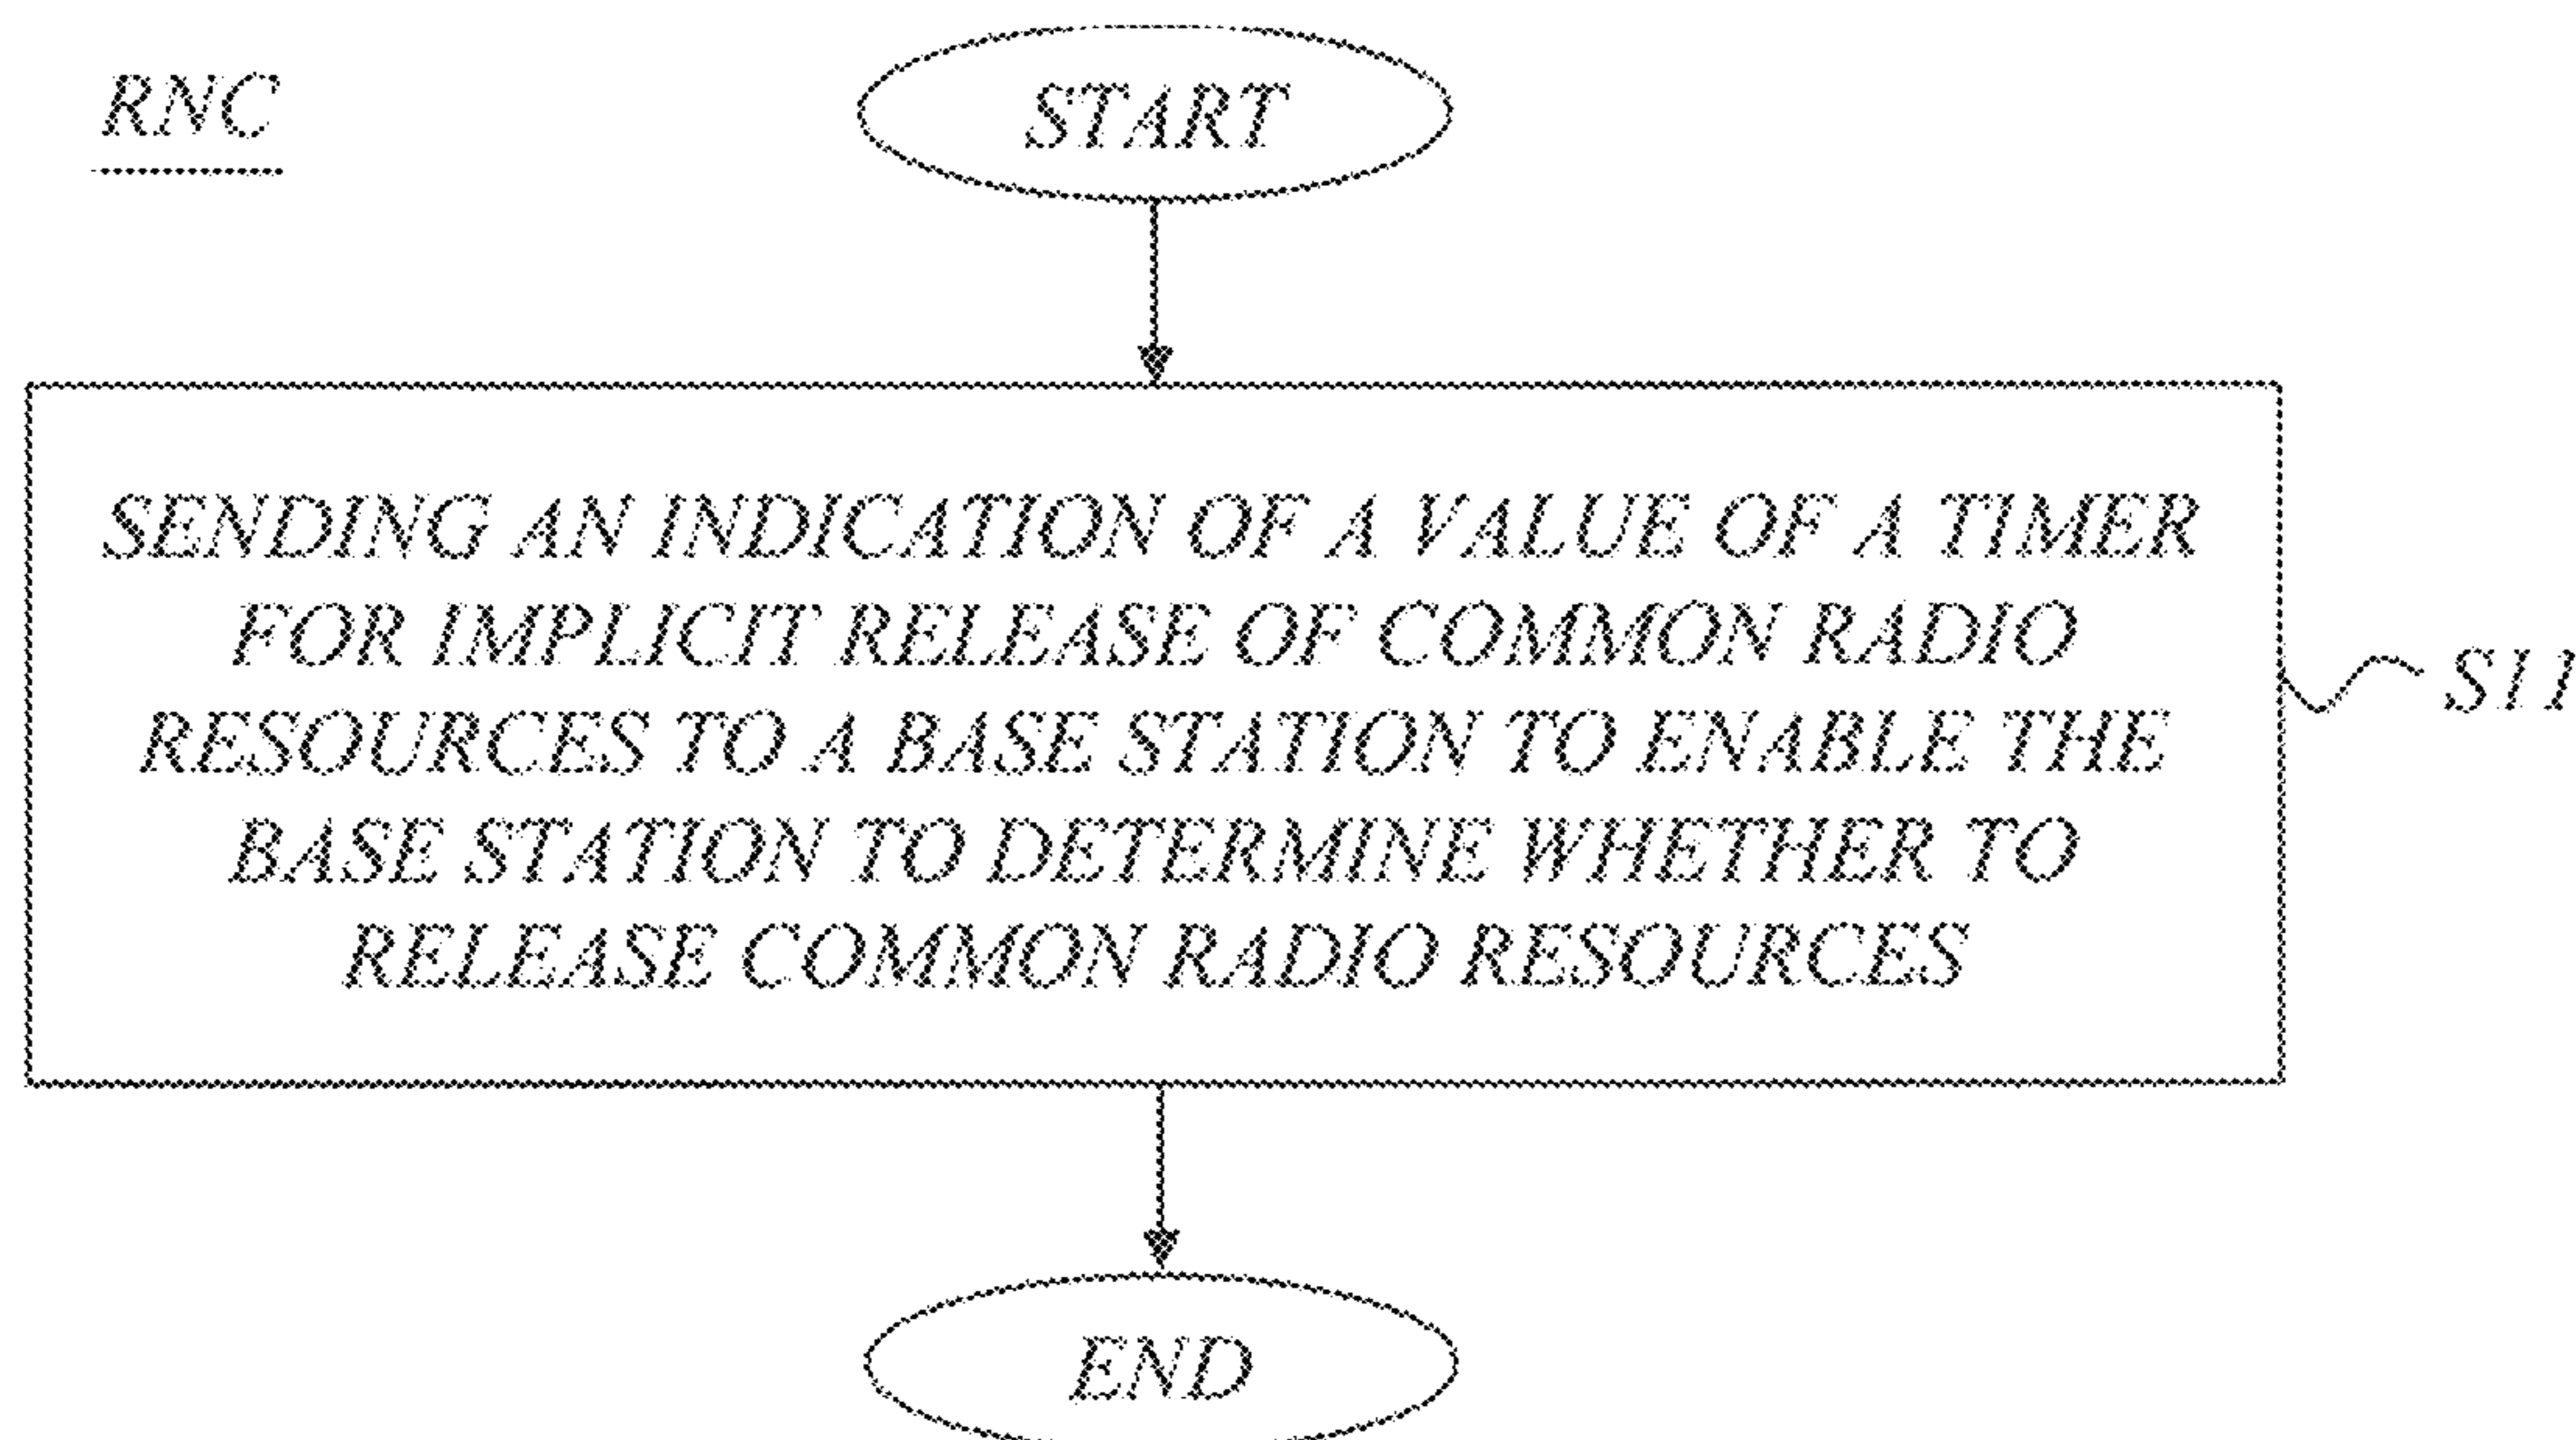 RNC
START
SENDING AN INDICATION OF A VALUE OF A TIMER
FOR IMPLICIT RELEASE OF COMMON RADIO
RESOURCES TO A BASE STATION TO ENABLE THE
BASE STATION TO DETERMINE WHETHER TO
RELEASE COMMON RADIO RESOURCES
S11
END